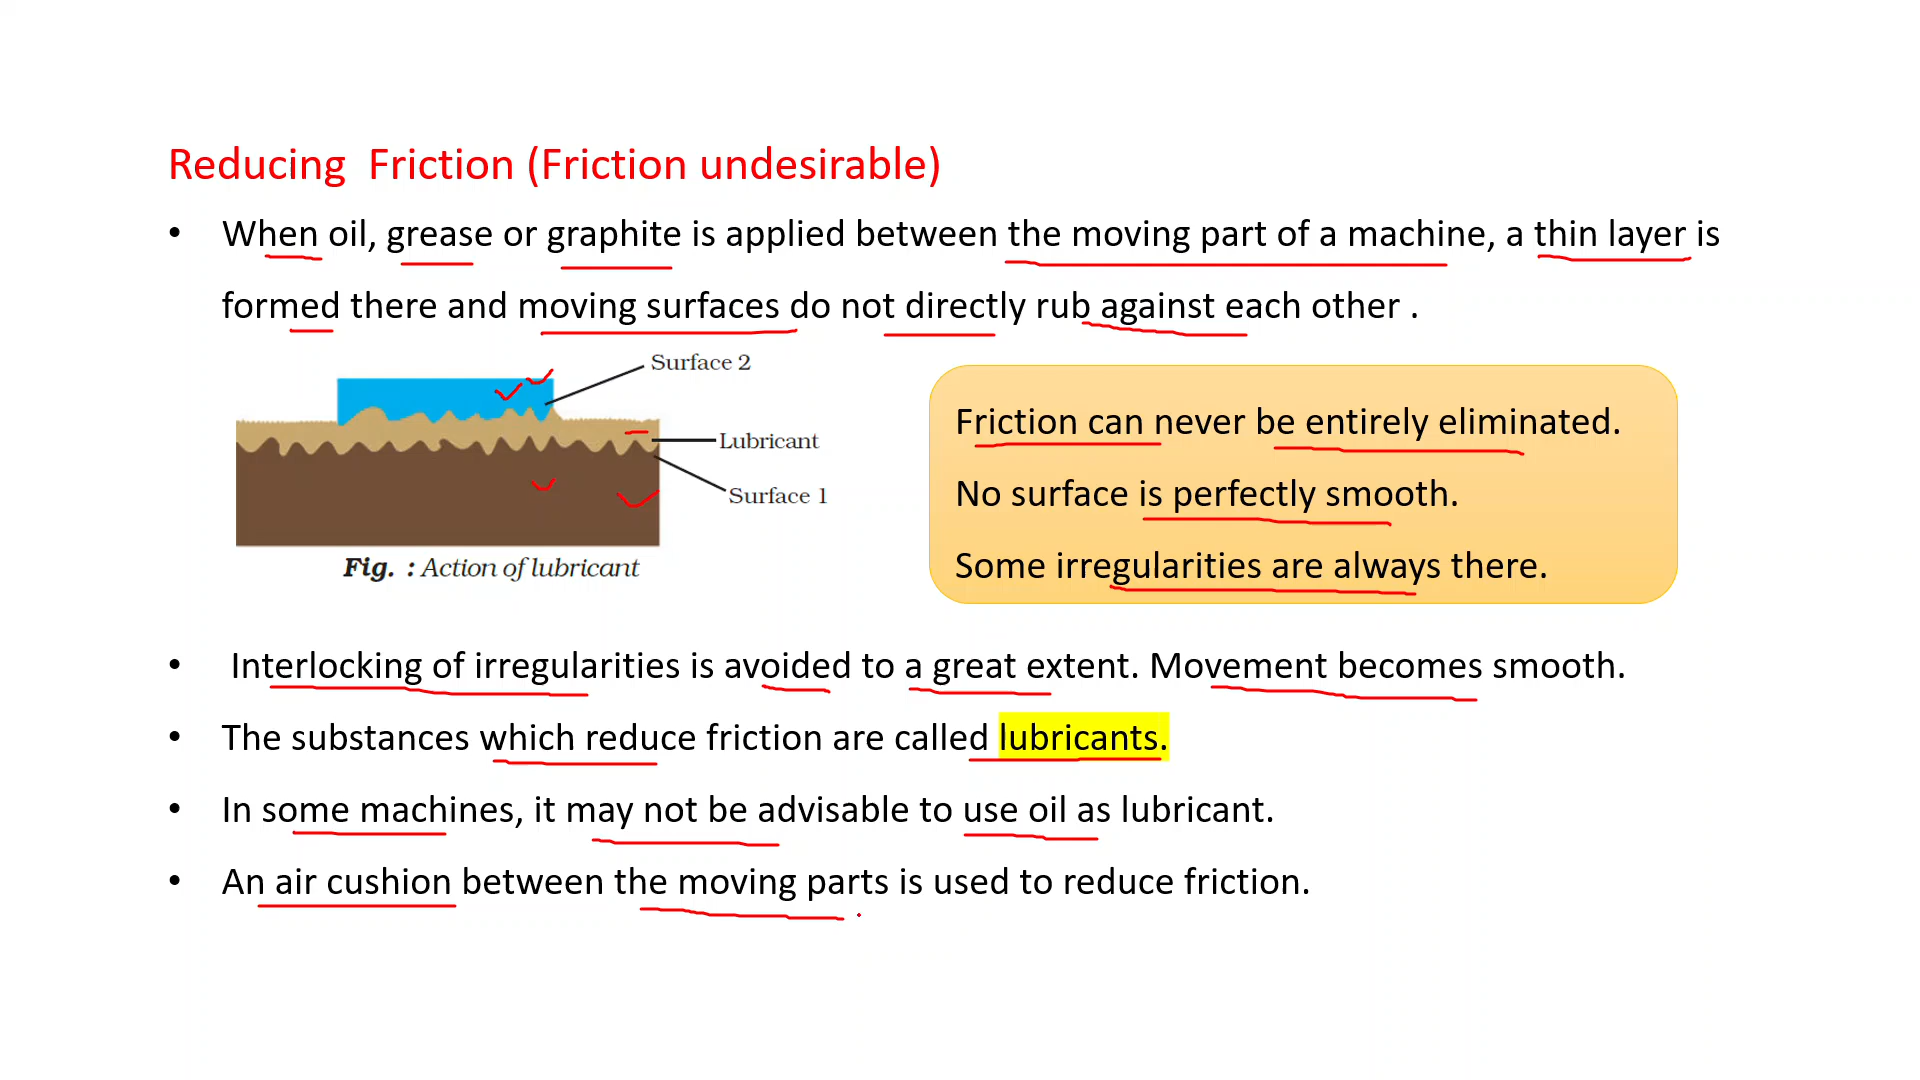 Reducing  Friction (Friction undesirable)
• When oil, grease or graphite is applied between the moving part of a machine, a thin layer is
formed there and moving surfaces do not directly rub against each other .
Surface 2
Lubricant
Surface 1
Fig. : Action of lubricant
Friction can never be entirely eliminated.
No surface is perfectly smooth.
Some irregularities are always there.
• Interlocking of irregularities is avoided to a great extent. Movement becomes smooth.
• The substances which reduce friction are called lubricants.
• In some machines, it may not be advisable to use oil as lubricant.
• An air cushion between the moving parts is used to reduce friction.